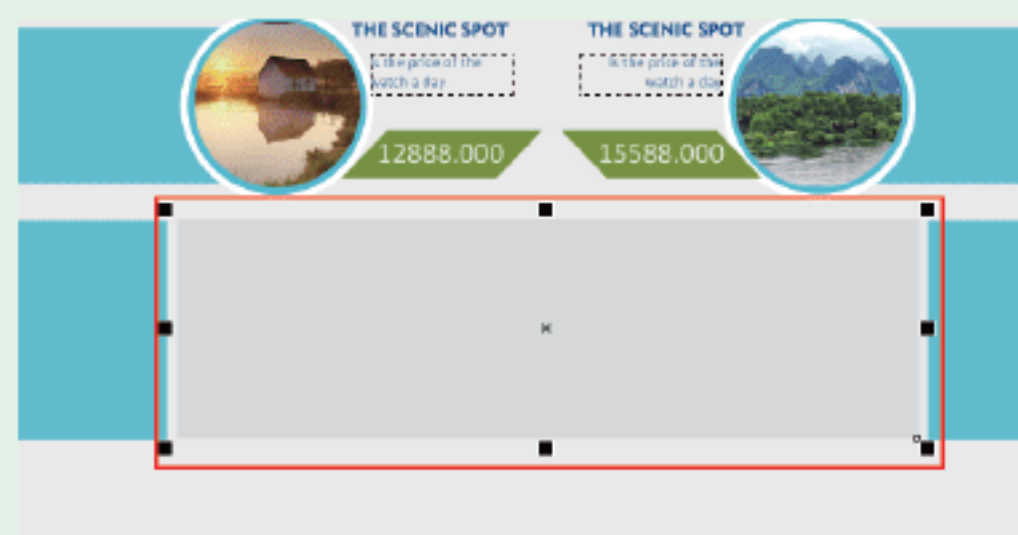 THE SCENIC SPOT
is the price of the
watch a day
12888.000
THE SCENIC SPOT
is the price of the
watch a day
15588.000